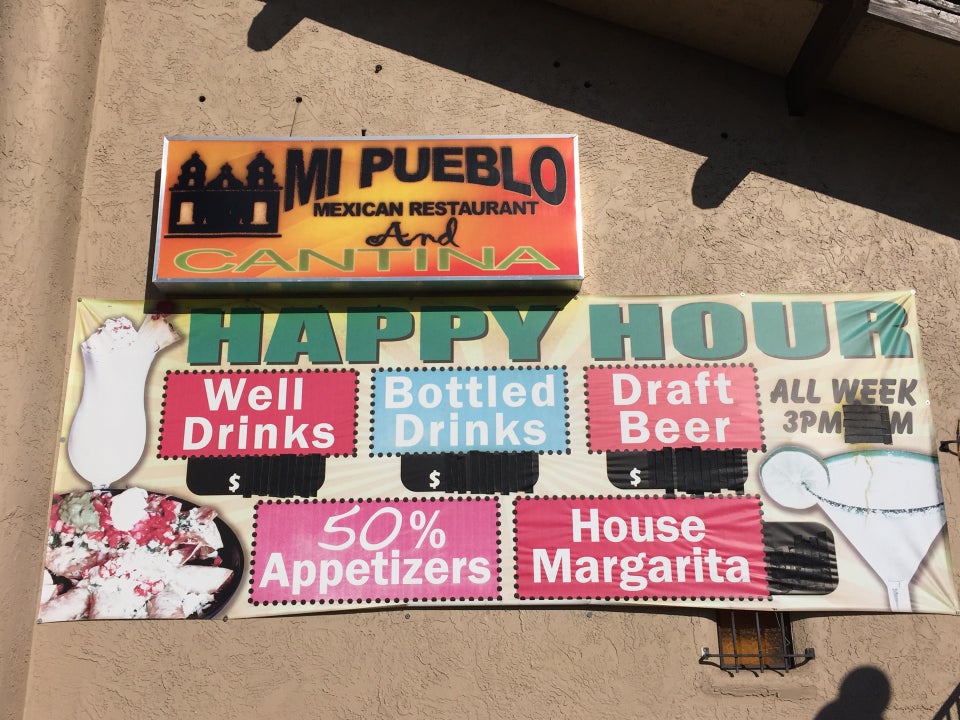 MI PUEBLO
MEXICAN RESTAURANT
And
CANTINA
HAPPY HOUR
Well
Drinks
$
Bottled
Drinks
$
Draft
Beer
$
ALL WEEK
3PM- M
50%
Appetizers
House
Margarita